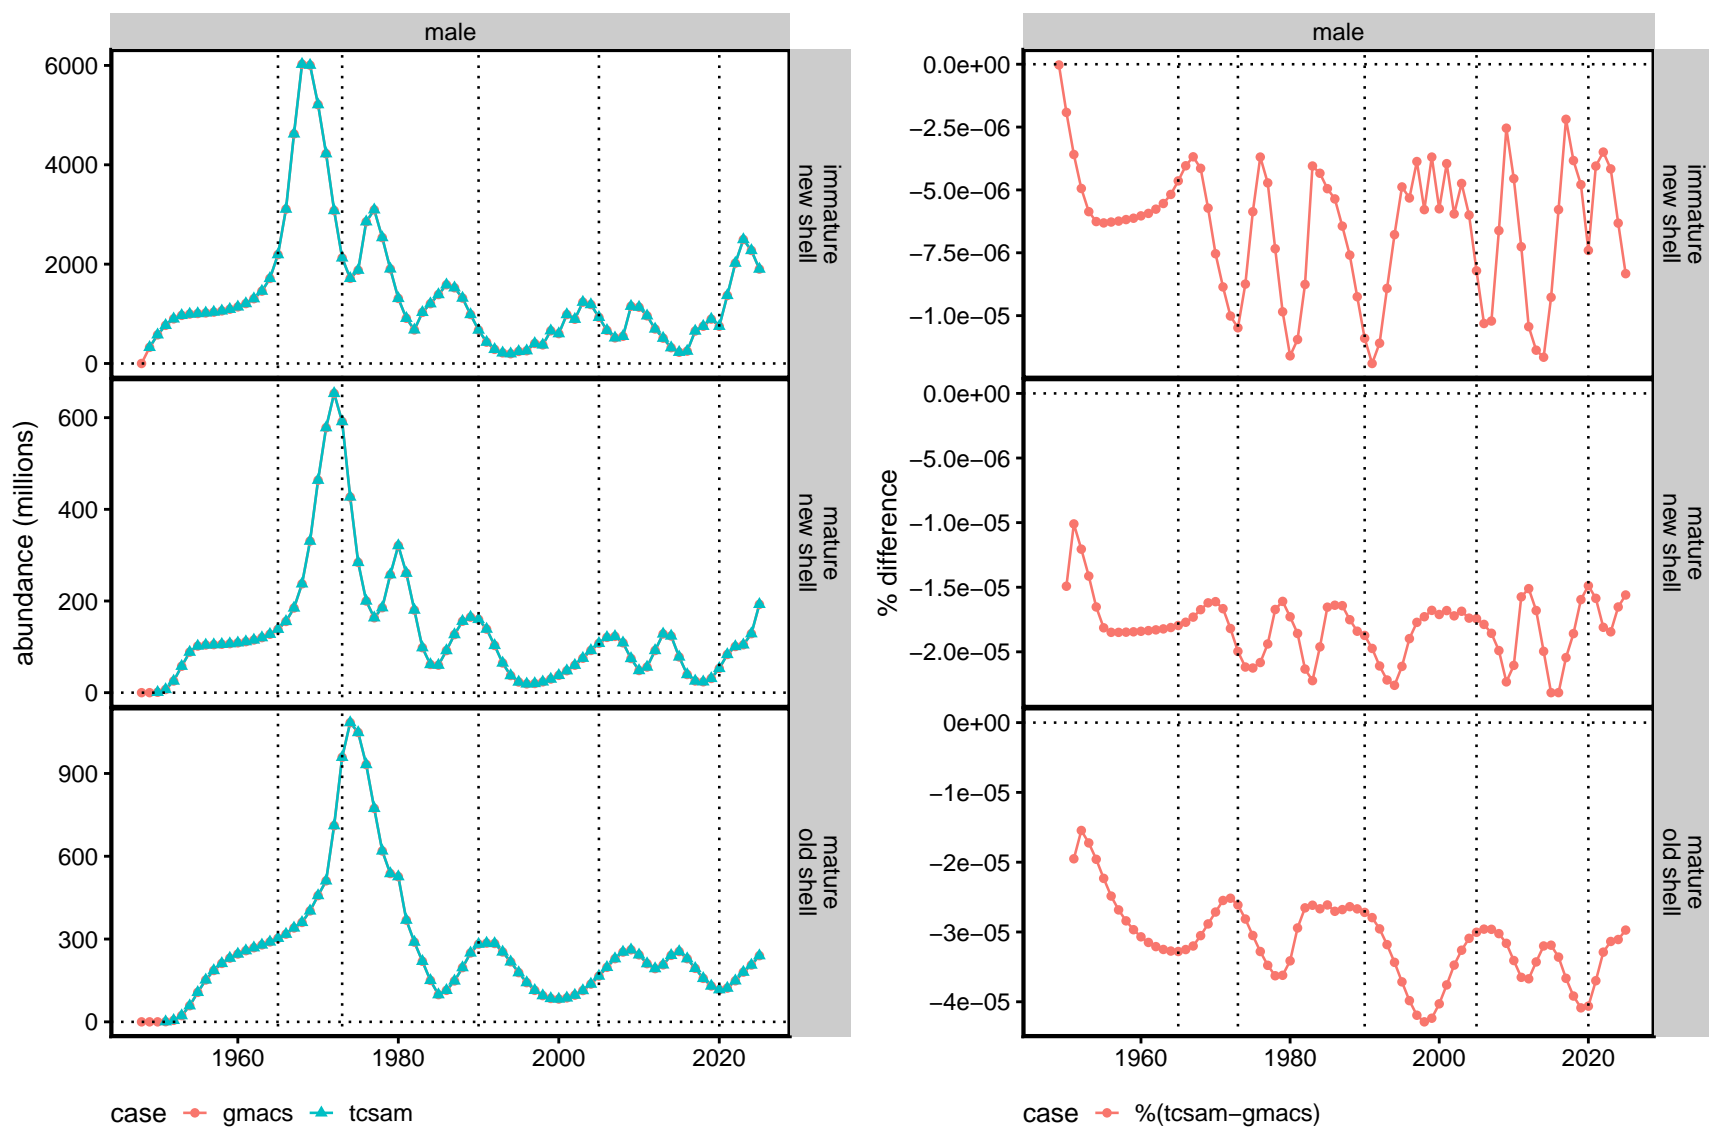 male
6000
4000
2000
0
immature
new shell
600
400
200
0
mature
new shell
900
600
300
0
mature
old shell
abundance (millions)
1960 1980 2000 2020
case gmacs tcsam
male
0.0e+00
−2.5e−06
−5.0e−06
−7.5e−06
−1.0e−05
immature
new shell
0.0e+00
−5.0e−06
−1.0e−05
−1.5e−05
−2.0e−05
mature
new shell
0e+00
−1e−05
−2e−05
−3e−05
−4e−05
mature
old shell
% difference
1960 1980 2000 2020
case %(tcsam−gmacs)